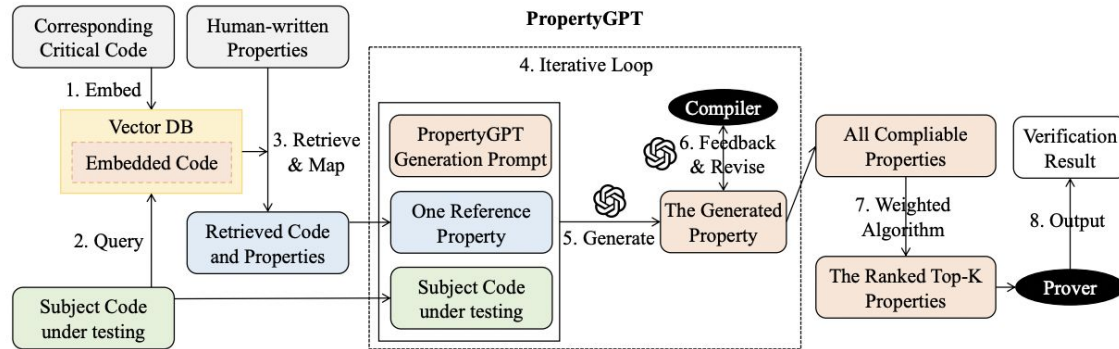 PropertyGPT
Corresponding
Critical Code
Human-written
Properties
4. Iterative Loop
1. Embed
Vector DB
Embedded Code
3. Retrieve
& Map
PropertyGPT
Generation Prompt
Compiler
6. Feedback
& Revise
All Compliable
Properties
Verification
Result
2. Query
Retrieved Code
and Properties
One Reference
Property
5. Generate
The Generated
Property
7. Weighted
Algorithm
8. Output
Subject Code
under testing
Subject Code
under testing
The Ranked Top-K
Properties
Prover